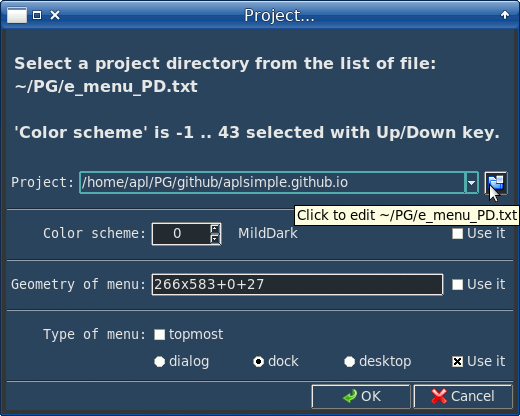 Project...
Select a project directory from the list of file:
~/PG/e_menu_PD.txt
'Color scheme' is -1 .. 43 selected with Up/Down key.
Project: /home/apl/PG/github/aplsimple.github.io
Click to edit ~/PG/e_menu_PD.txt
Color scheme: 0 MildDark Use it
Geometry of menu: 266x583+0+27 Use it
Type of menu: topmost
dialog dock desktop Use it
OK Cancel